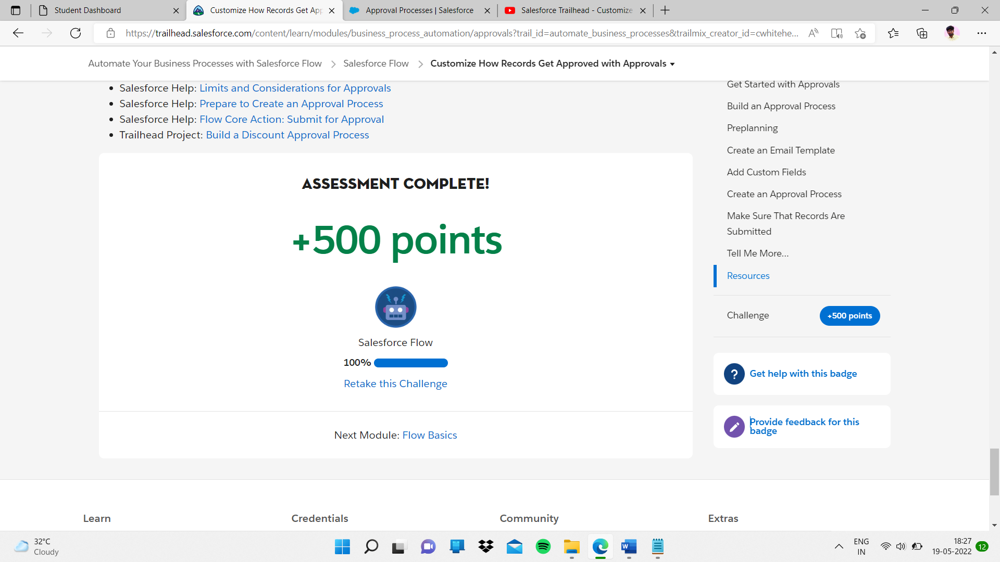 Student Dashboard
Customize How Records Get App
Approval Processes | Salesforce
Salesforce Trailhead - Customize
https://trailhead.salesforce.com/content/learn/modules/business_process_automation/approvals?trail_id=automate_business_processes&trailmix_creator_id=cwhitehe...
Automate Your Business Processes with Salesforce Flow
Salesforce Flow
Customize How Records Get Approved with Approvals
Salesforce Help: Limits and Considerations for Approvals
Salesforce Help: Prepare to Create an Approval Process
Salesforce Help: Flow Core Action: Submit for Approval
Trailhead Project: Build a Discount Approval Process
ASSESSMENT COMPLETE!
+500 points
Salesforce Flow
100%
Retake this Challenge
Next Module: Flow Basics
Get Started with Approvals
Build an Approval Process
Preplanning
Create an Email Template
Add Custom Fields
Create an Approval Process
Make Sure That Records Are
Submitted
Tell Me More...
Resources
Challenge
+500 points
Get help with this badge
Provide feedback for this
badge
Learn
Credentials
Community
Extras
32°C
Cloudy
ENG
IN
18:27
19-05-2022
12